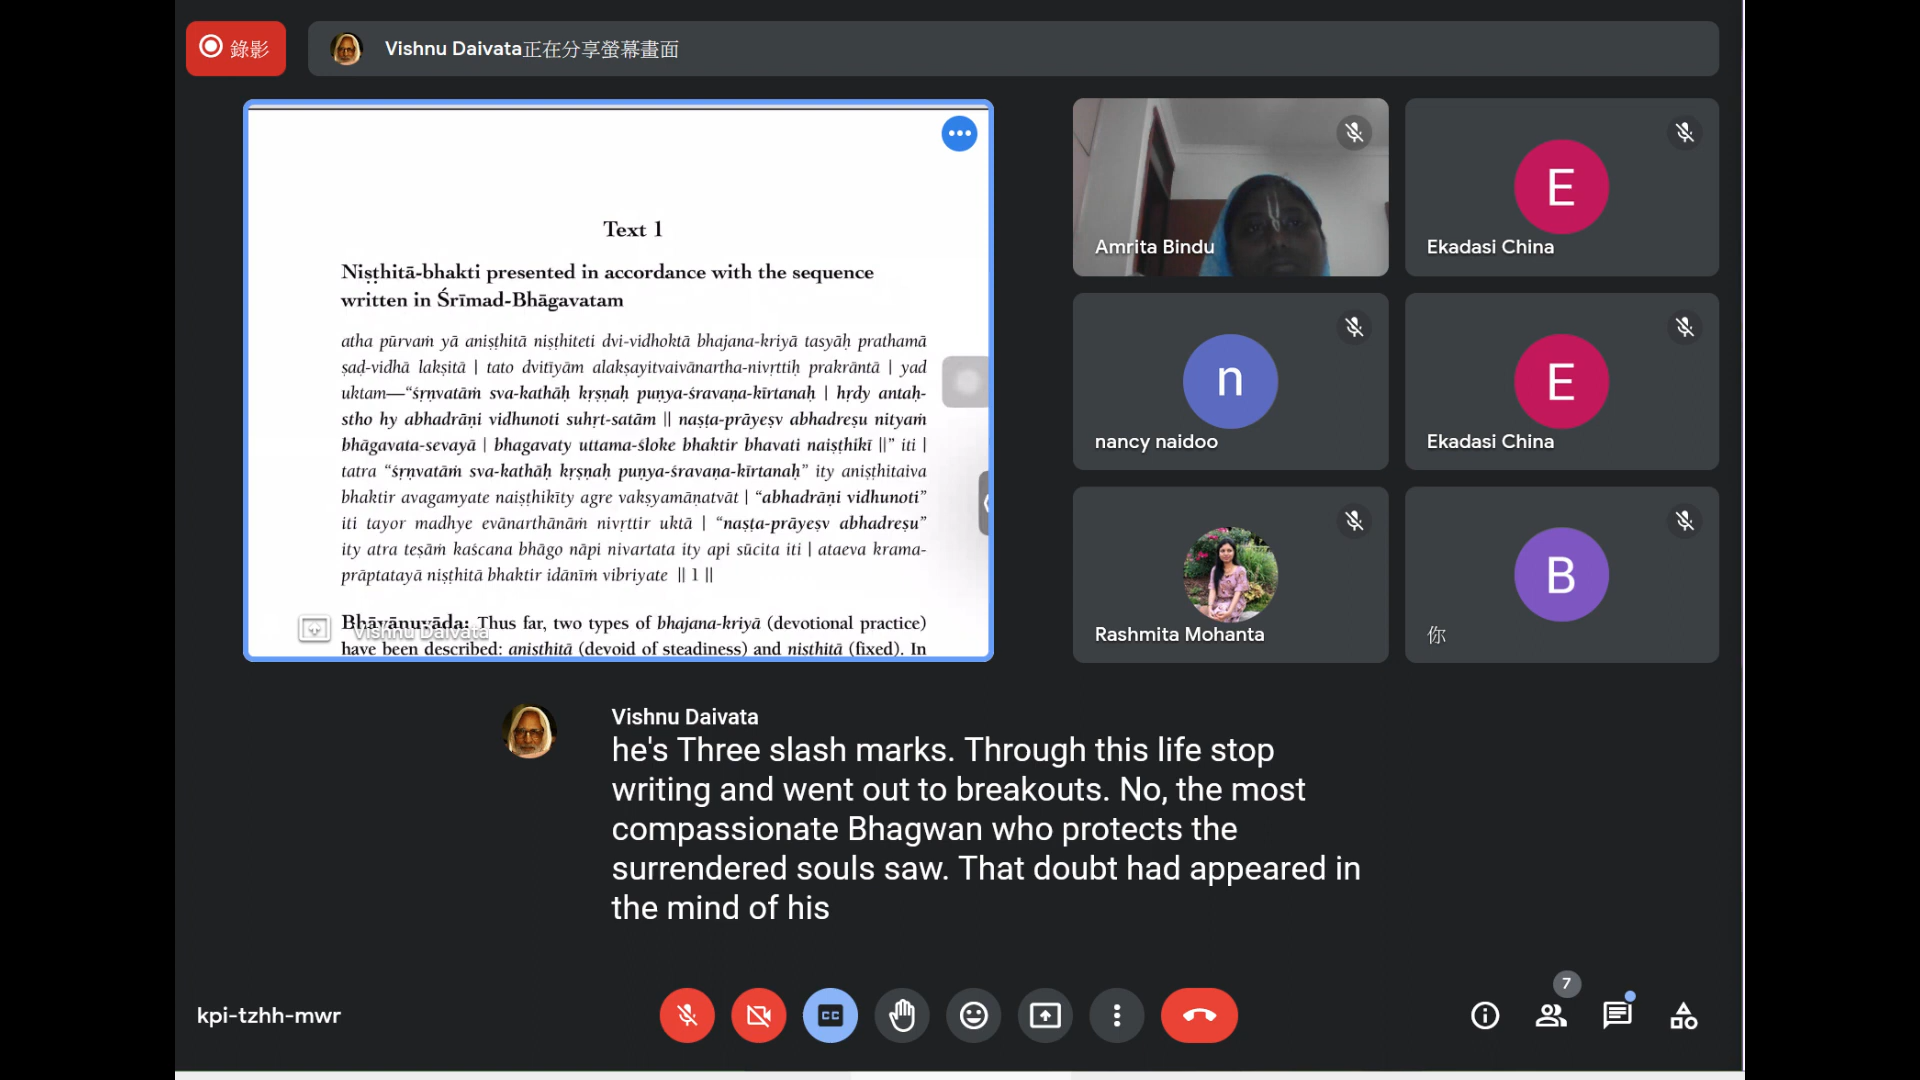 錄影
Vishnu Daivata正在分享螢幕畫面
Text 1
Niṣṭhitā-bhakti presented in accordance with the sequence
written in Śrīmad-Bhāgavatam
atha pūrvaṁ yā aniṣṭhitā niṣṭhiteti dvi-vidhoktā bhajana-kriyā tasyāḥ prathamā
ṣaḍ-vidhā lakṣitā | tato dvitīyām alakṣayitvaivānartha-nivṛttiḥ prakrāntā | yad
uktam—“śṛṇvatāṁ sva-kathāḥ kṛṣṇaḥ puṇya-śravaṇa-kīrtanaḥ | hṛdy antaḥ-
stho hy abhadrāṇi vidhunoti suhṛt-satām || naṣṭa-prāyeṣv abhadreṣu nityaṁ
bhāgavata-sevayā | bhagavaty uttama-śloke bhaktir bhavati naiṣṭhikī ||” iti |
tatra “śṛṇvatāṁ sva-kathāḥ kṛṣṇaḥ puṇya-śravaṇa-kīrtanaḥ” ity aniṣṭhitaiva
bhaktir avagamyate naiṣṭhikīty agre vakṣyamāṇatvāt | “abhadrāṇi vidhunoti”
iti tayor madhye evānarthānāṁ nivṛttir uktā | “naṣṭa-prāyeṣv abhadreṣu”
ity atra teṣāṁ kaścana bhāgo nāpi nivartata ity api sūcita iti | ataeva krama-
prāptatayā niṣṭhitā bhaktir idānīṁ vibriyate || 1 ||
Bhāvānuvāda: Thus far, two types of bhajana-kriyā (devotional practice)
Vishnu Daivata
have been described: aniṣṭhitā (devoid of steadiness) and niṣṭhitā (fixed). In
Amrita Bindu
Ekadasi China
nancy naidoo
n
Ekadasi China
E
E
Rashmita Mohanta
B
你
Vishnu Daivata
he's Three slash marks. Through this life stop
writing and went out to breakouts. No, the most
compassionate Bhagwan who protects the
surrendered souls saw. That doubt had appeared in
the mind of his
kpi-tzhh-mwr
CC
7